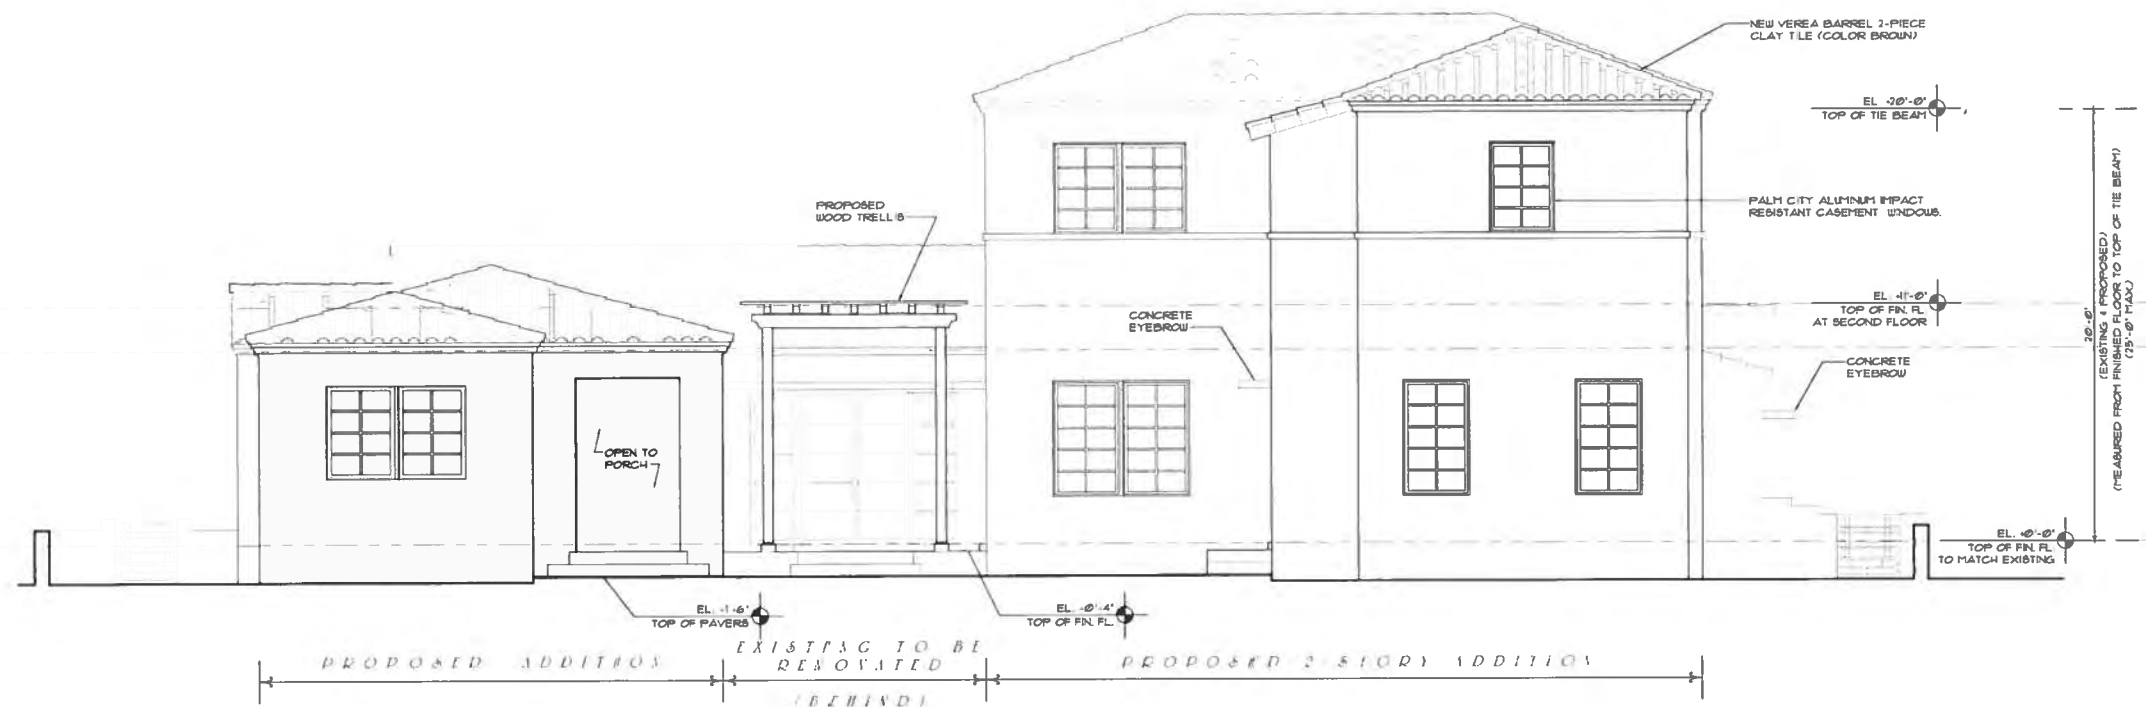 NEW VEREA BARREL 2-PIECE
CLAY TILE (COLOR BROWN)
EL. +20'-0"
TOP OF TIE BEAM
PROPOSED
WOOD TRELLIS
PALM CITY ALUMINUM IMPACT
RESISTANT CASEMENT WINDOWS.
EL. +11'-0"
TOP OF FIN. FL.
AT SECOND FLOOR
CONCRETE
EYEBROW
CONCRETE
EYEBROW
20'-0"
(EXISTING & PROPOSED)
(MEASURED FROM FINISHED FLOOR TO TOP OF TIE BEAM)
(25'-0" MAX.)
OPEN TO
PORCH
EL. +0'-0"
TOP OF FIN. FL.
TO MATCH EXISTING
EL. -1'-6"
TOP OF PAVERS
EL. -0'-4"
TOP OF FIN. FL.
PROPOSED ADDITION
EXISTING TO BE
RENOVATED
(BEHIND)
PROPOSED 2-STORY ADDITION